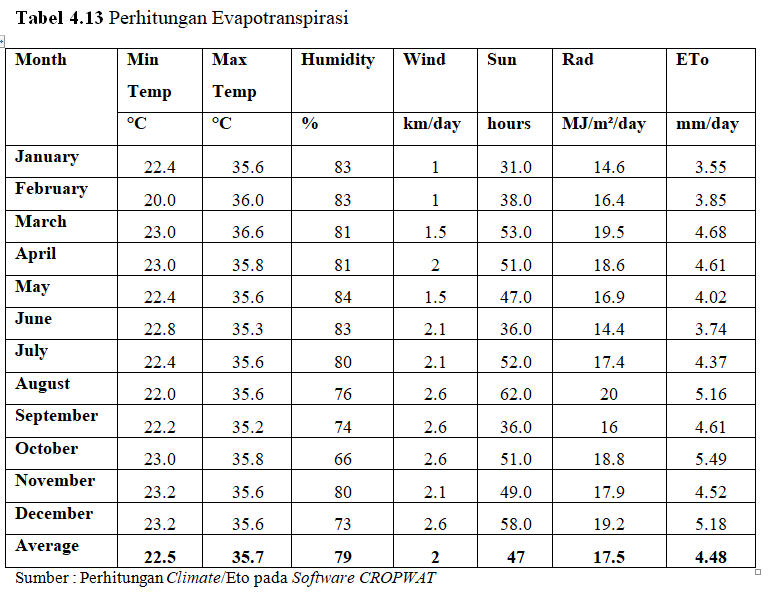 Tabel 4.13 Perhitungan Evapotranspirasi
Month Min Temp Max Temp Humidity Wind Sun Rad ETo
°C °C % km/day hours MJ/m²/day mm/day
January 22.4 35.6 83 1 31.0 14.6 3.55
February 20.0 36.0 83 1 38.0 16.4 3.85
March 23.0 36.6 81 1.5 53.0 19.5 4.68
April 23.0 35.8 81 2 51.0 18.6 4.61
May 22.4 35.6 84 1.5 47.0 16.9 4.02
June 22.8 35.3 83 2.1 36.0 14.4 3.74
July 22.4 35.6 80 2.1 52.0 17.4 4.37
August 22.0 35.6 76 2.6 62.0 20 5.16
September 22.2 35.2 74 2.6 36.0 16 4.61
October 23.0 35.8 66 2.6 51.0 18.8 5.49
November 23.2 35.6 80 2.1 49.0 17.9 4.52
December 23.2 35.6 73 2.6 58.0 19.2 5.18
Average 22.5 35.7 79 2 47 17.5 4.48
Sumber : Perhitungan Climate/Eto pada Software CROPWAT